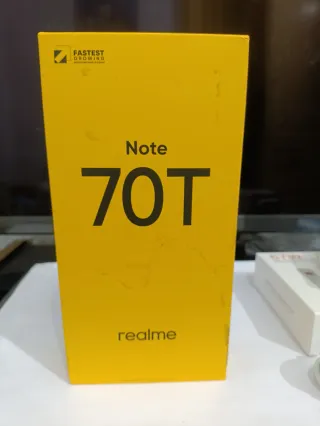 FASTEST
GROWING
Note
70T
realme